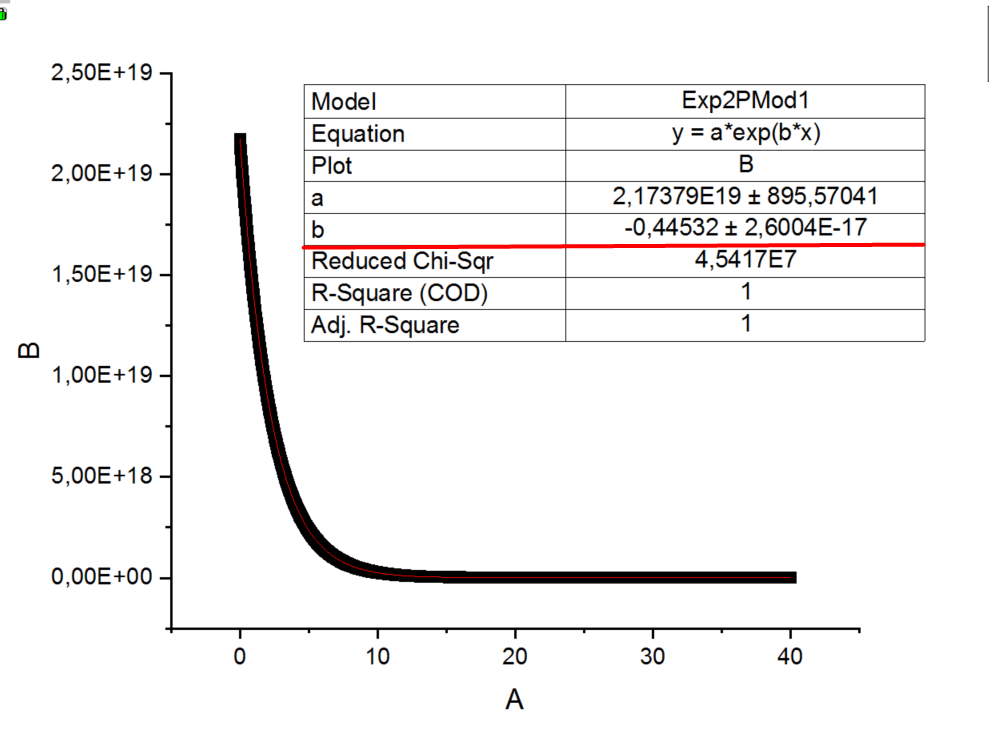 2,50E+19
2,00E+19
1,50E+19
1,00E+19
5,00E+18
0,00E+00
B
Model Exp2PMod1
Equation y = a*exp(b*x)
Plot B
a 2,17379E19 ± 895,57041
b -0,44532 ± 2,6004E-17
Reduced Chi-Sqr 4,5417E7
R-Square (COD) 1
Adj. R-Square 1
0 10 20 30 40
A